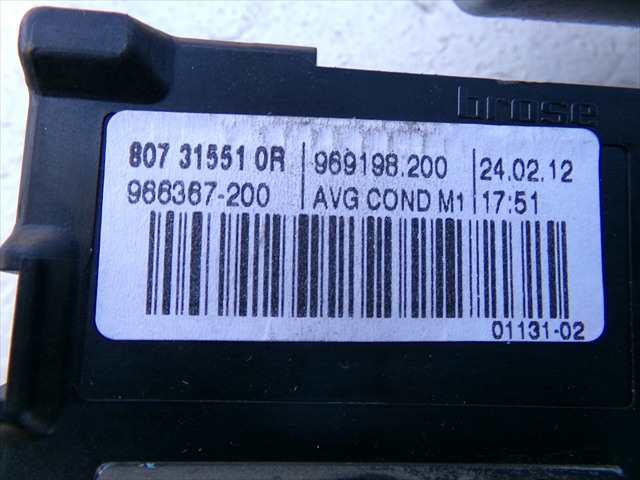 brose
807 31551 0R 969198.200 24.02.12
966367-200 AVG COND M1 17:51
01131-02